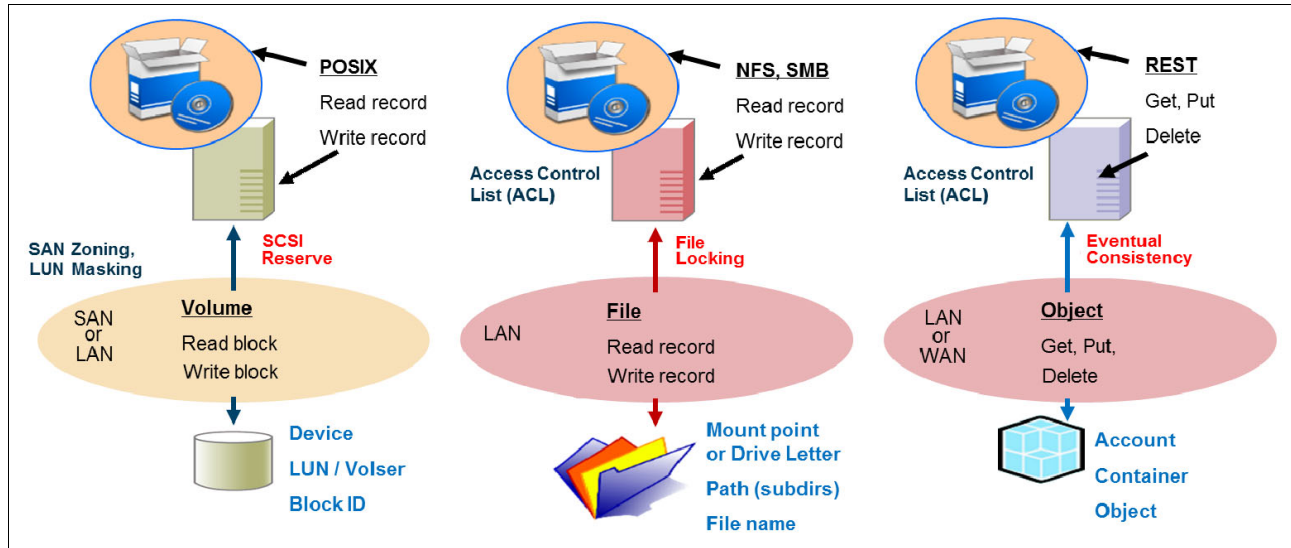 POSIX
Read record
Write record
SAN Zoning,
LUN Masking
SCSI
Reserve
SAN
or
LAN
Volume
Read block
Write block
Device
LUN / Volser
Block ID
NFS, SMB
Read record
Write record
Access Control
List (ACL)
File
Locking
LAN
File
Read record
Write record
Mount point
or Drive Letter
Path (subdirs)
File name
REST
Get, Put
Delete
Access Control
List (ACL)
Eventual
Consistency
LAN
or
WAN
Object
Get, Put,
Delete
Account
Container
Object